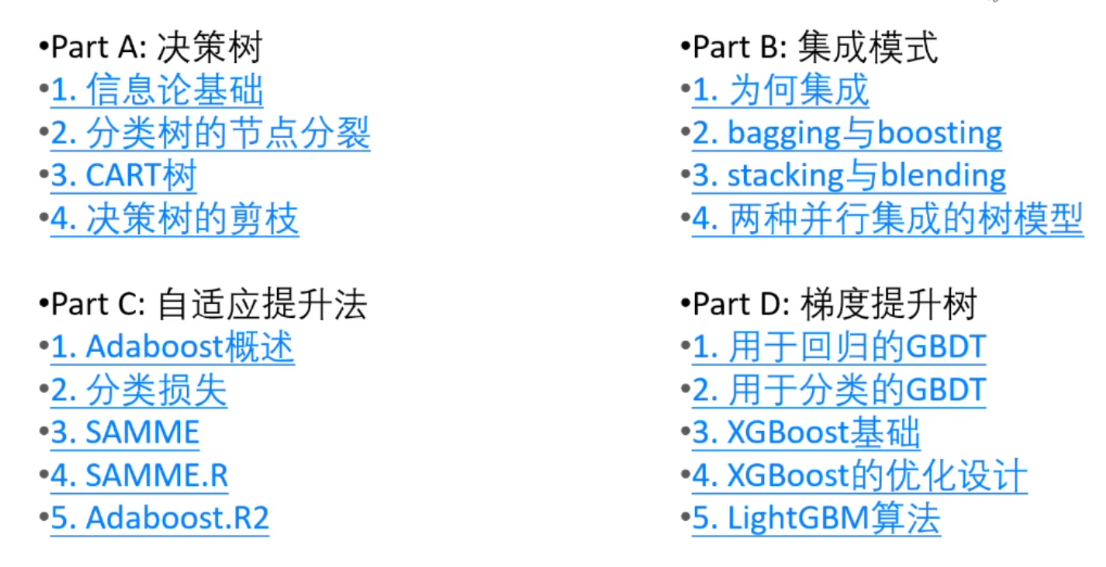 •Part A: 决策树
•1. 信息论基础
•2. 分类树的节点分裂
•3. CART树
•4. 决策树的剪枝
•Part B: 集成模式
•1. 为何集成
•2. bagging与boosting
•3. stacking与blending
•4. 两种并行集成的树模型
•Part C: 自适应提升法
•1. Adaboost概述
•2. 分类损失
•3. SAMME
•4. SAMME.R
•5. Adaboost.R2
•Part D: 梯度提升树
•1. 用于回归的GBDT
•2. 用于分类的GBDT
•3. XGBoost基础
•4. XGBoost的优化设计
•5. LightGBM算法